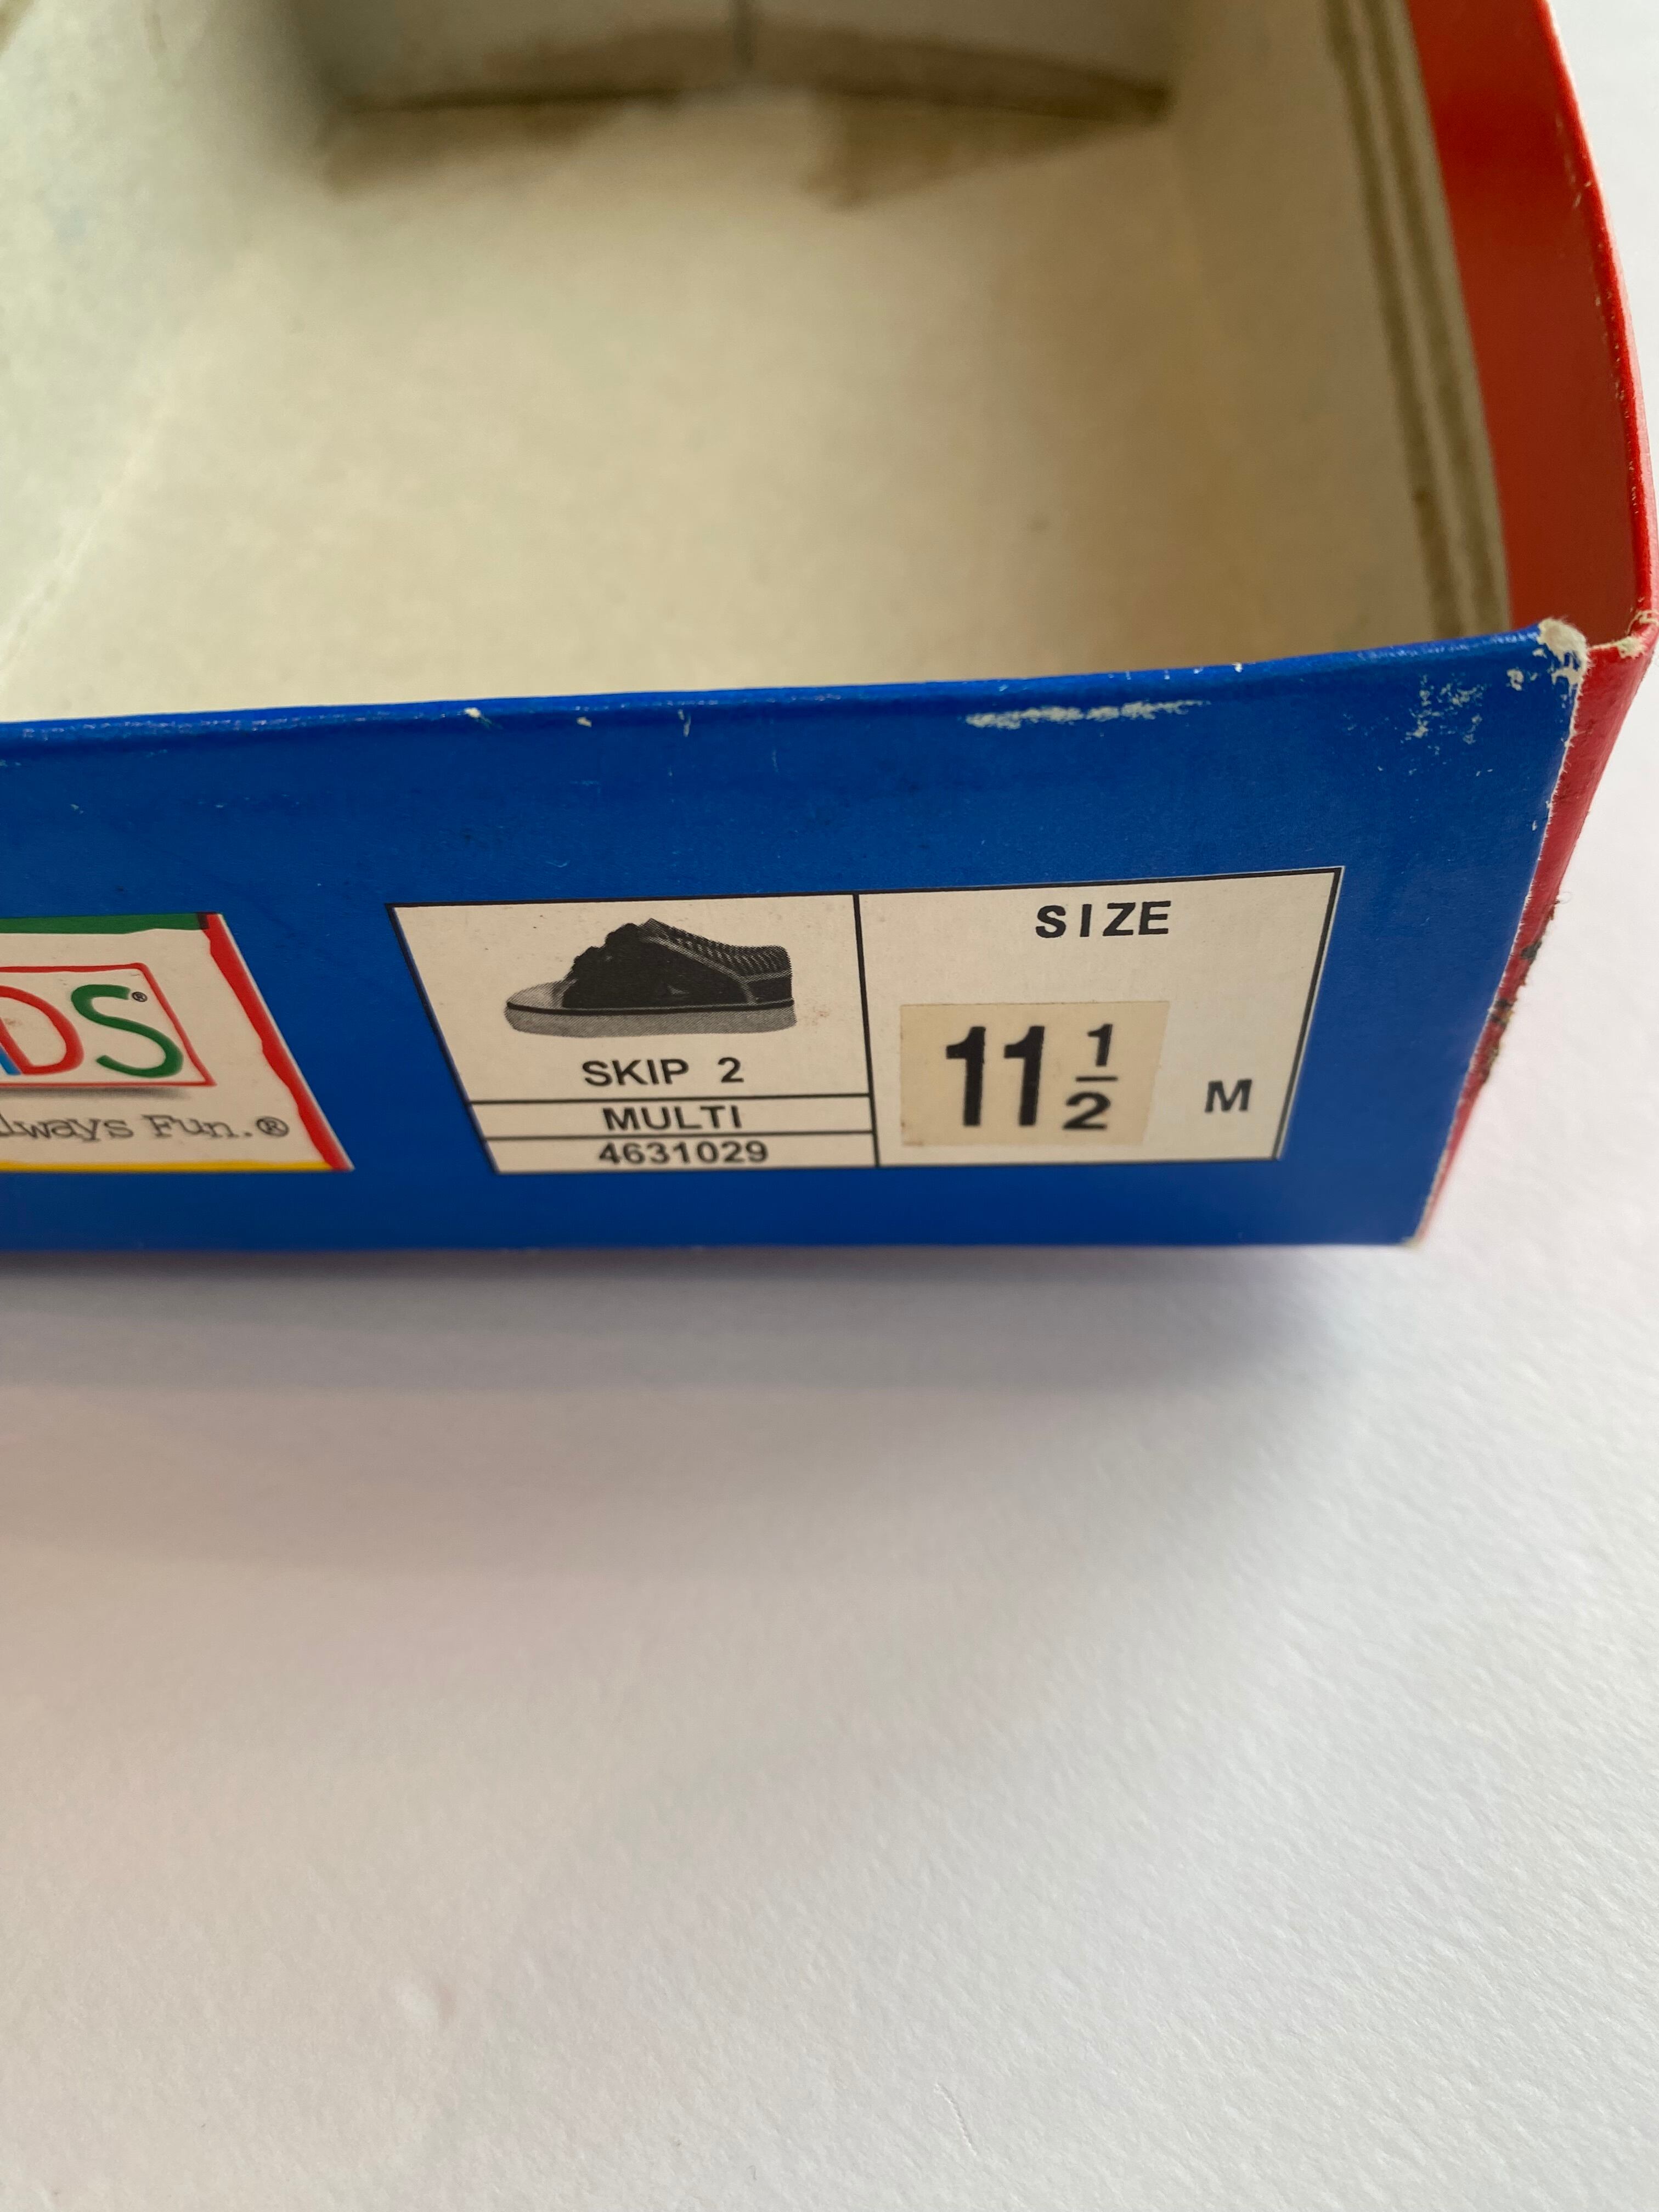 DS®
lways Fun.®
SKIP 2
MULTI
4631029
SIZE
11 1/2 M